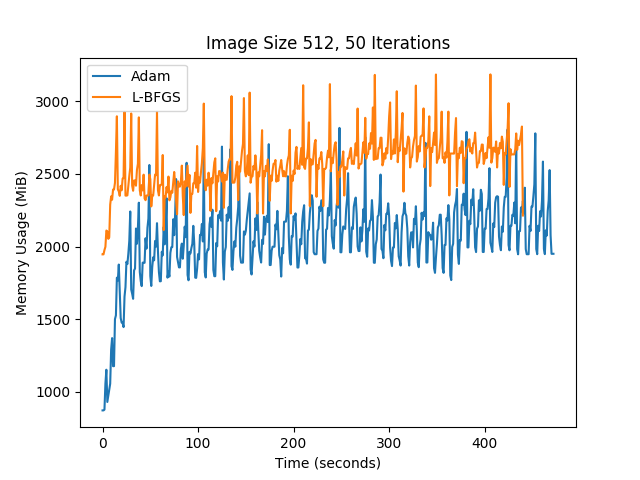 Image Size 512, 50 Iterations
Adam
L-BFGS
Memory Usage (MiB)
3000
2500
2000
1500
1000
0 100 200 300 400
Time (seconds)